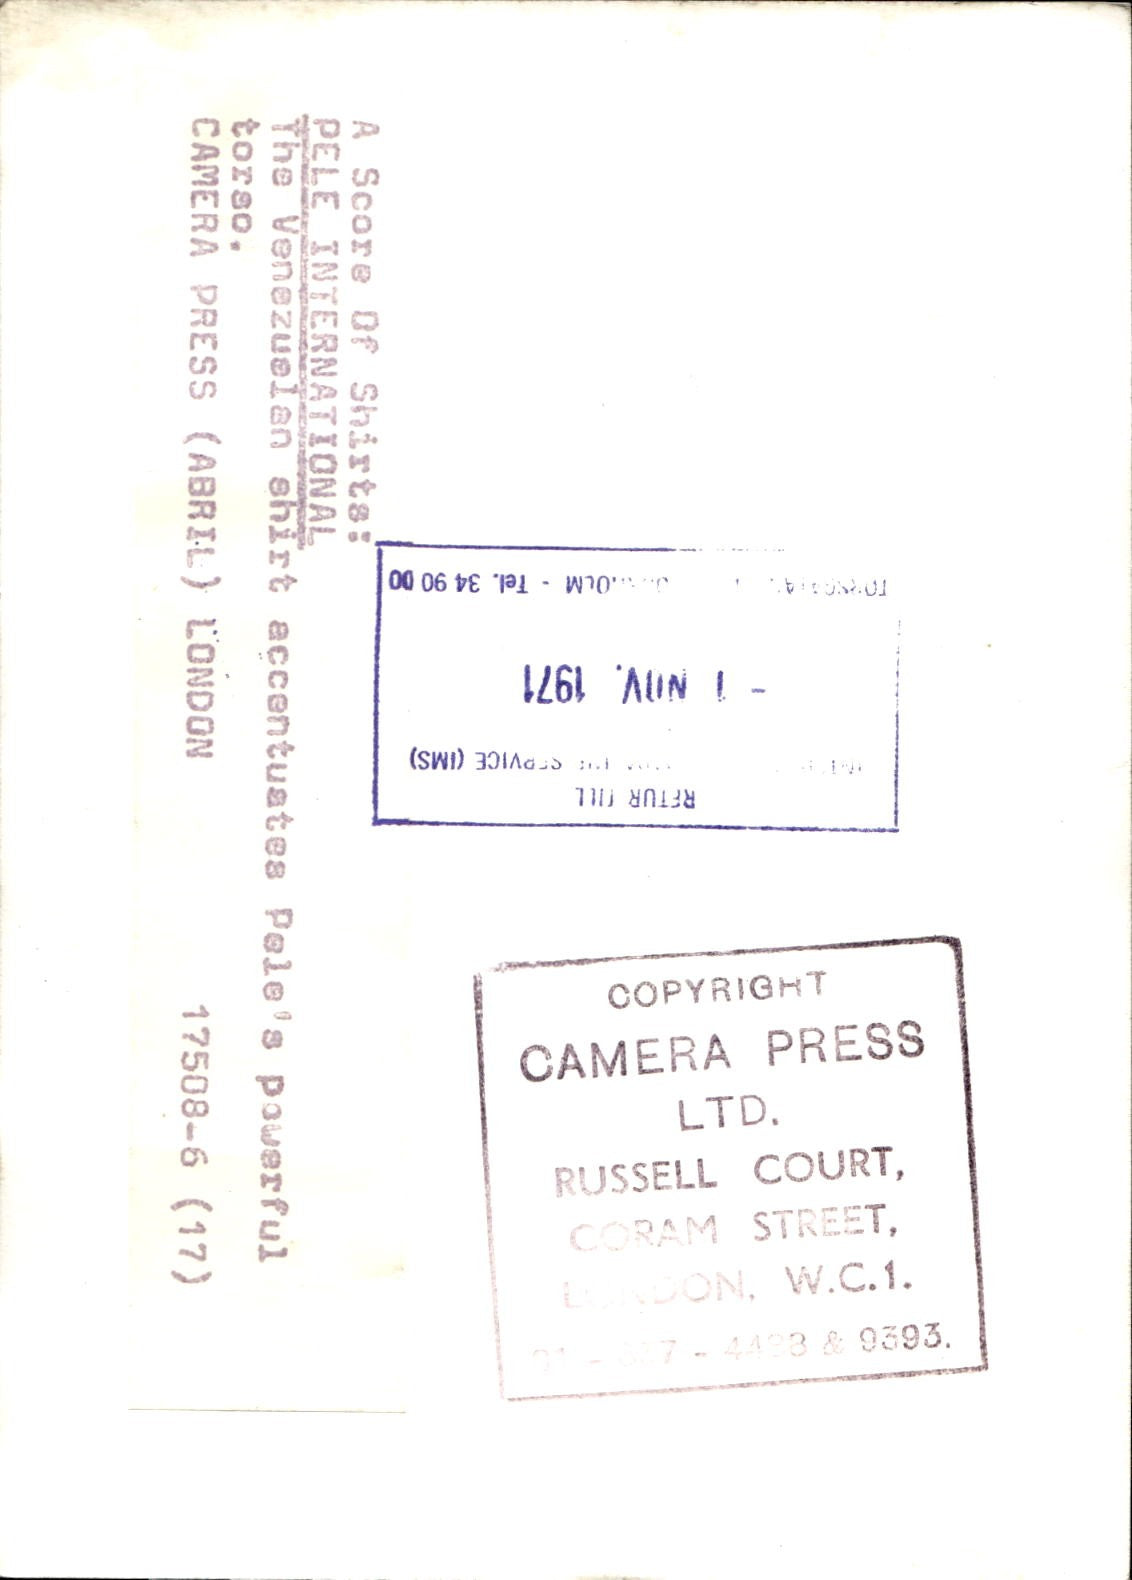 A Score Of Shirts:
PELE INTERNATIONAL
The Venezuelan shirt accentuates Pele's powerful
torso.
CAMERA PRESS (ABRIL) LONDON 17508-6 (17)
RETUR TILL
SERVICE (IMS)
- 1 NOV. 1971
- Tel. 34 90 00
COPYRIGHT
CAMERA PRESS
LTD.
RUSSELL COURT,
CORAM STREET,
LONDON, W.C.1.
& 9393.